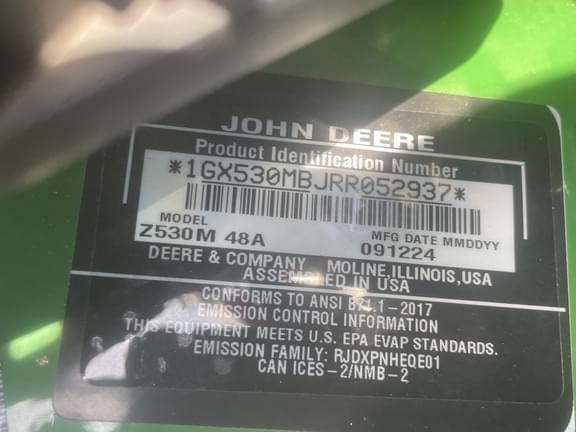 JOHN DEERE
Product Identification Number
*1GX530MBJRR052937*
MODEL
Z530M 48A
MFG DATE MMDDYY
091224
DEERE & COMPANY MOLINE, ILLINOIS, USA
ASSEMBLED IN USA
CONFORMS TO ANSI B71.1-2017
EMISSION CONTROL INFORMATION
THIS EQUIPMENT MEETS U.S. EPA EVAP STANDARDS.
EMISSION FAMILY: RJDXPNHEQE01
CAN ICES-2/NMB-2